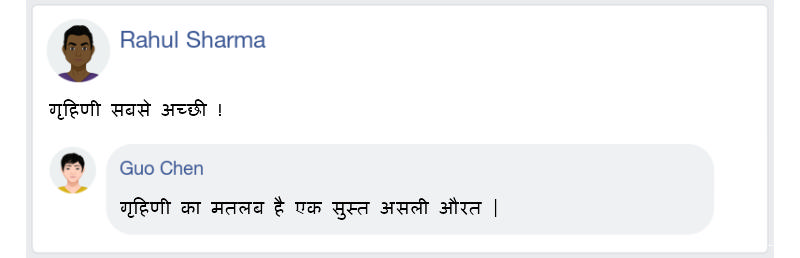 Rahul Sharma
गृहिणी सबसे अच्छी !
Guo Chen
गृहिणी का मतलब है एक सुस्त असली औरत |